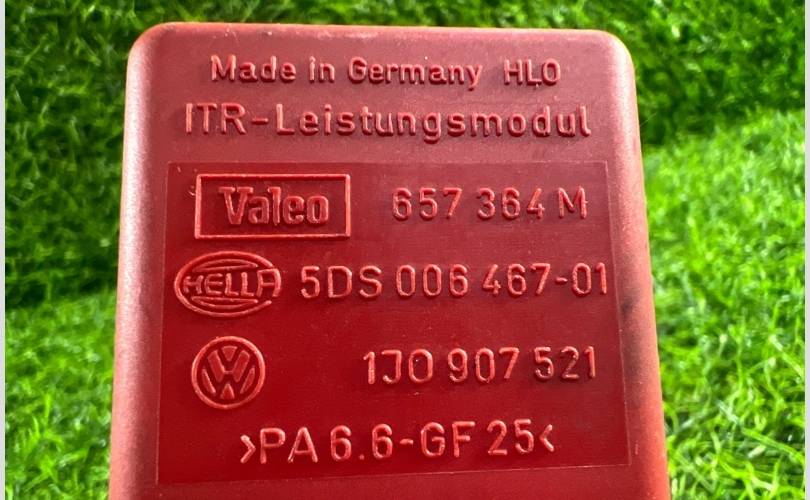 Made in Germany HLO
ITR-Leistungsmodul
Valeo 657 364 M
HELLA 5DS 006 467-01
VW 1J0 907 521
>PA 6.6-GF 25<